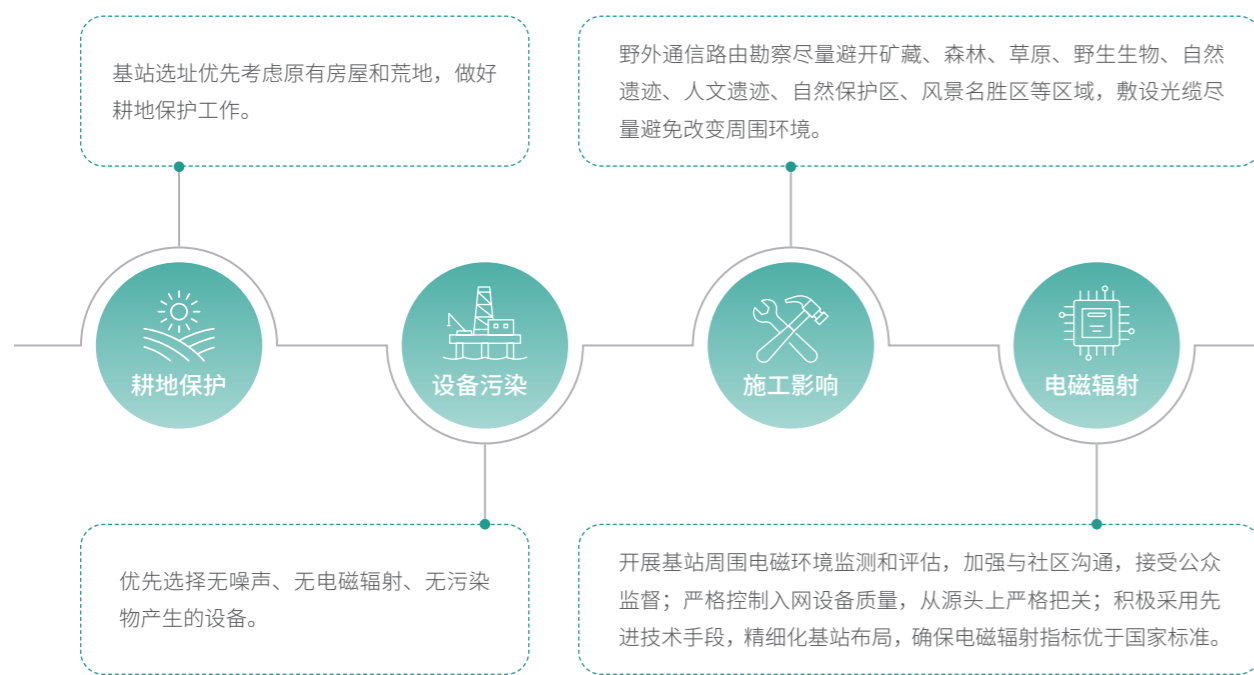 基站选址优先考虑原有房屋和荒地，做好
耕地保护工作。
野外通信路由勘察尽量避开矿藏、森林、草原、野生生物、自然
遗迹、人文遗迹、自然保护区、风景名胜区等区域，敷设光缆尽
量避免改变周围环境。
耕地保护
设备污染
施工影响
电磁辐射
优先选择无噪声、无电磁辐射、无污染
物产生的设备。
开展基站周围电磁环境监测和评估，加强与社区沟通，接受公众
监督；严格控制入网设备质量，从源头上严格把关；积极采用先
进技术手段，精细化基站布局，确保电磁辐射指标优于国家标准。